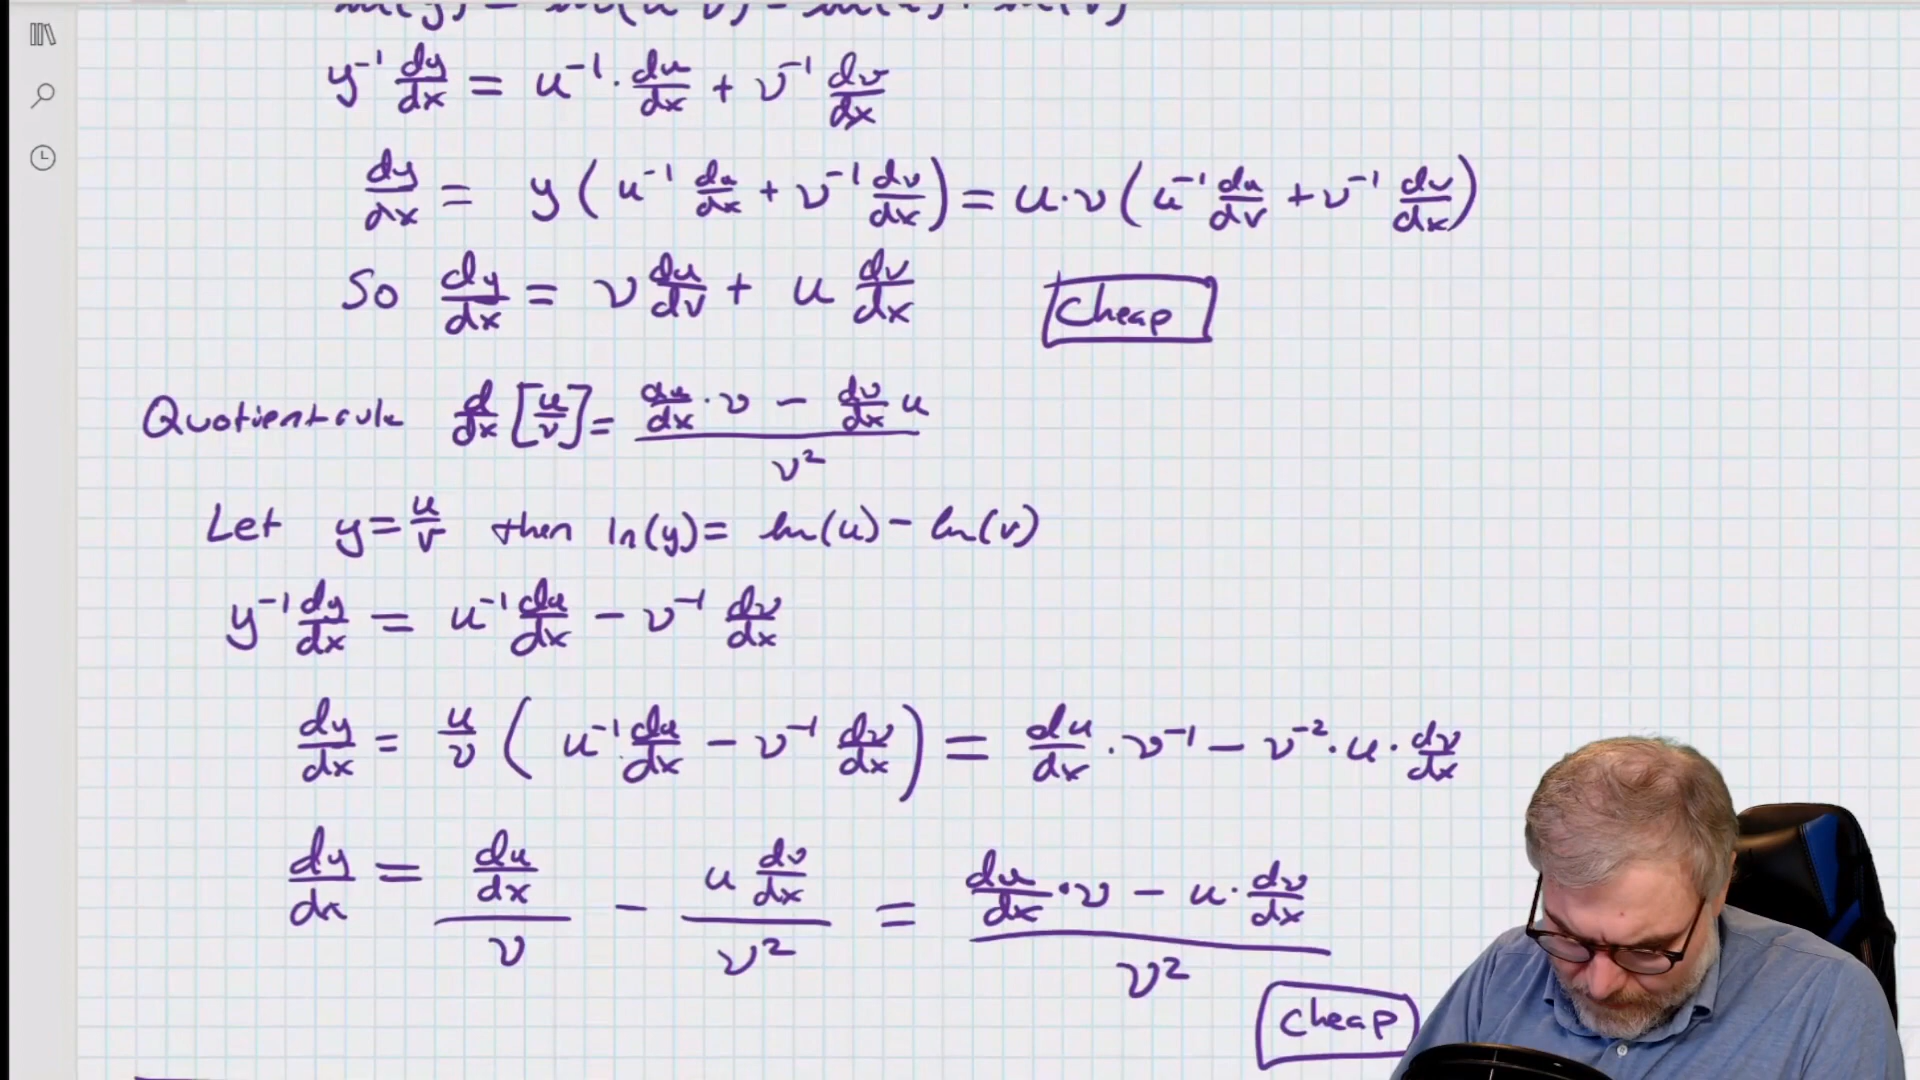 ln(y) = ln(u·v) = ln(u) + ln(v)
y⁻¹ dy/dx = u⁻¹ · du/dx + v⁻¹ dv/dx
dy/dx = y ( u⁻¹ du/dx + v⁻¹ dv/dx ) = u·v ( u⁻¹ du/dv + v⁻¹ dv/dx )
So dy/dx = v du/dv + u dv/dx
Cheap
Quotient rule d/dx [u/v] = (du/dx · v − dv/dx u) / v²
Let y = u/v then ln(y) = ln(u) − ln(v)
y⁻¹ dy/dx = u⁻¹ du/dx − v⁻¹ dv/dx
dy/dx = u/v ( u⁻¹ · du/dx − v⁻¹ dv/dx ) = du/dx · v⁻¹ − v⁻² · u · dv/dx
dy/dx = (du/dx) / v − (u dv/dx) / v² = (du/dx · v − u · dv/dx) / v²
Cheap